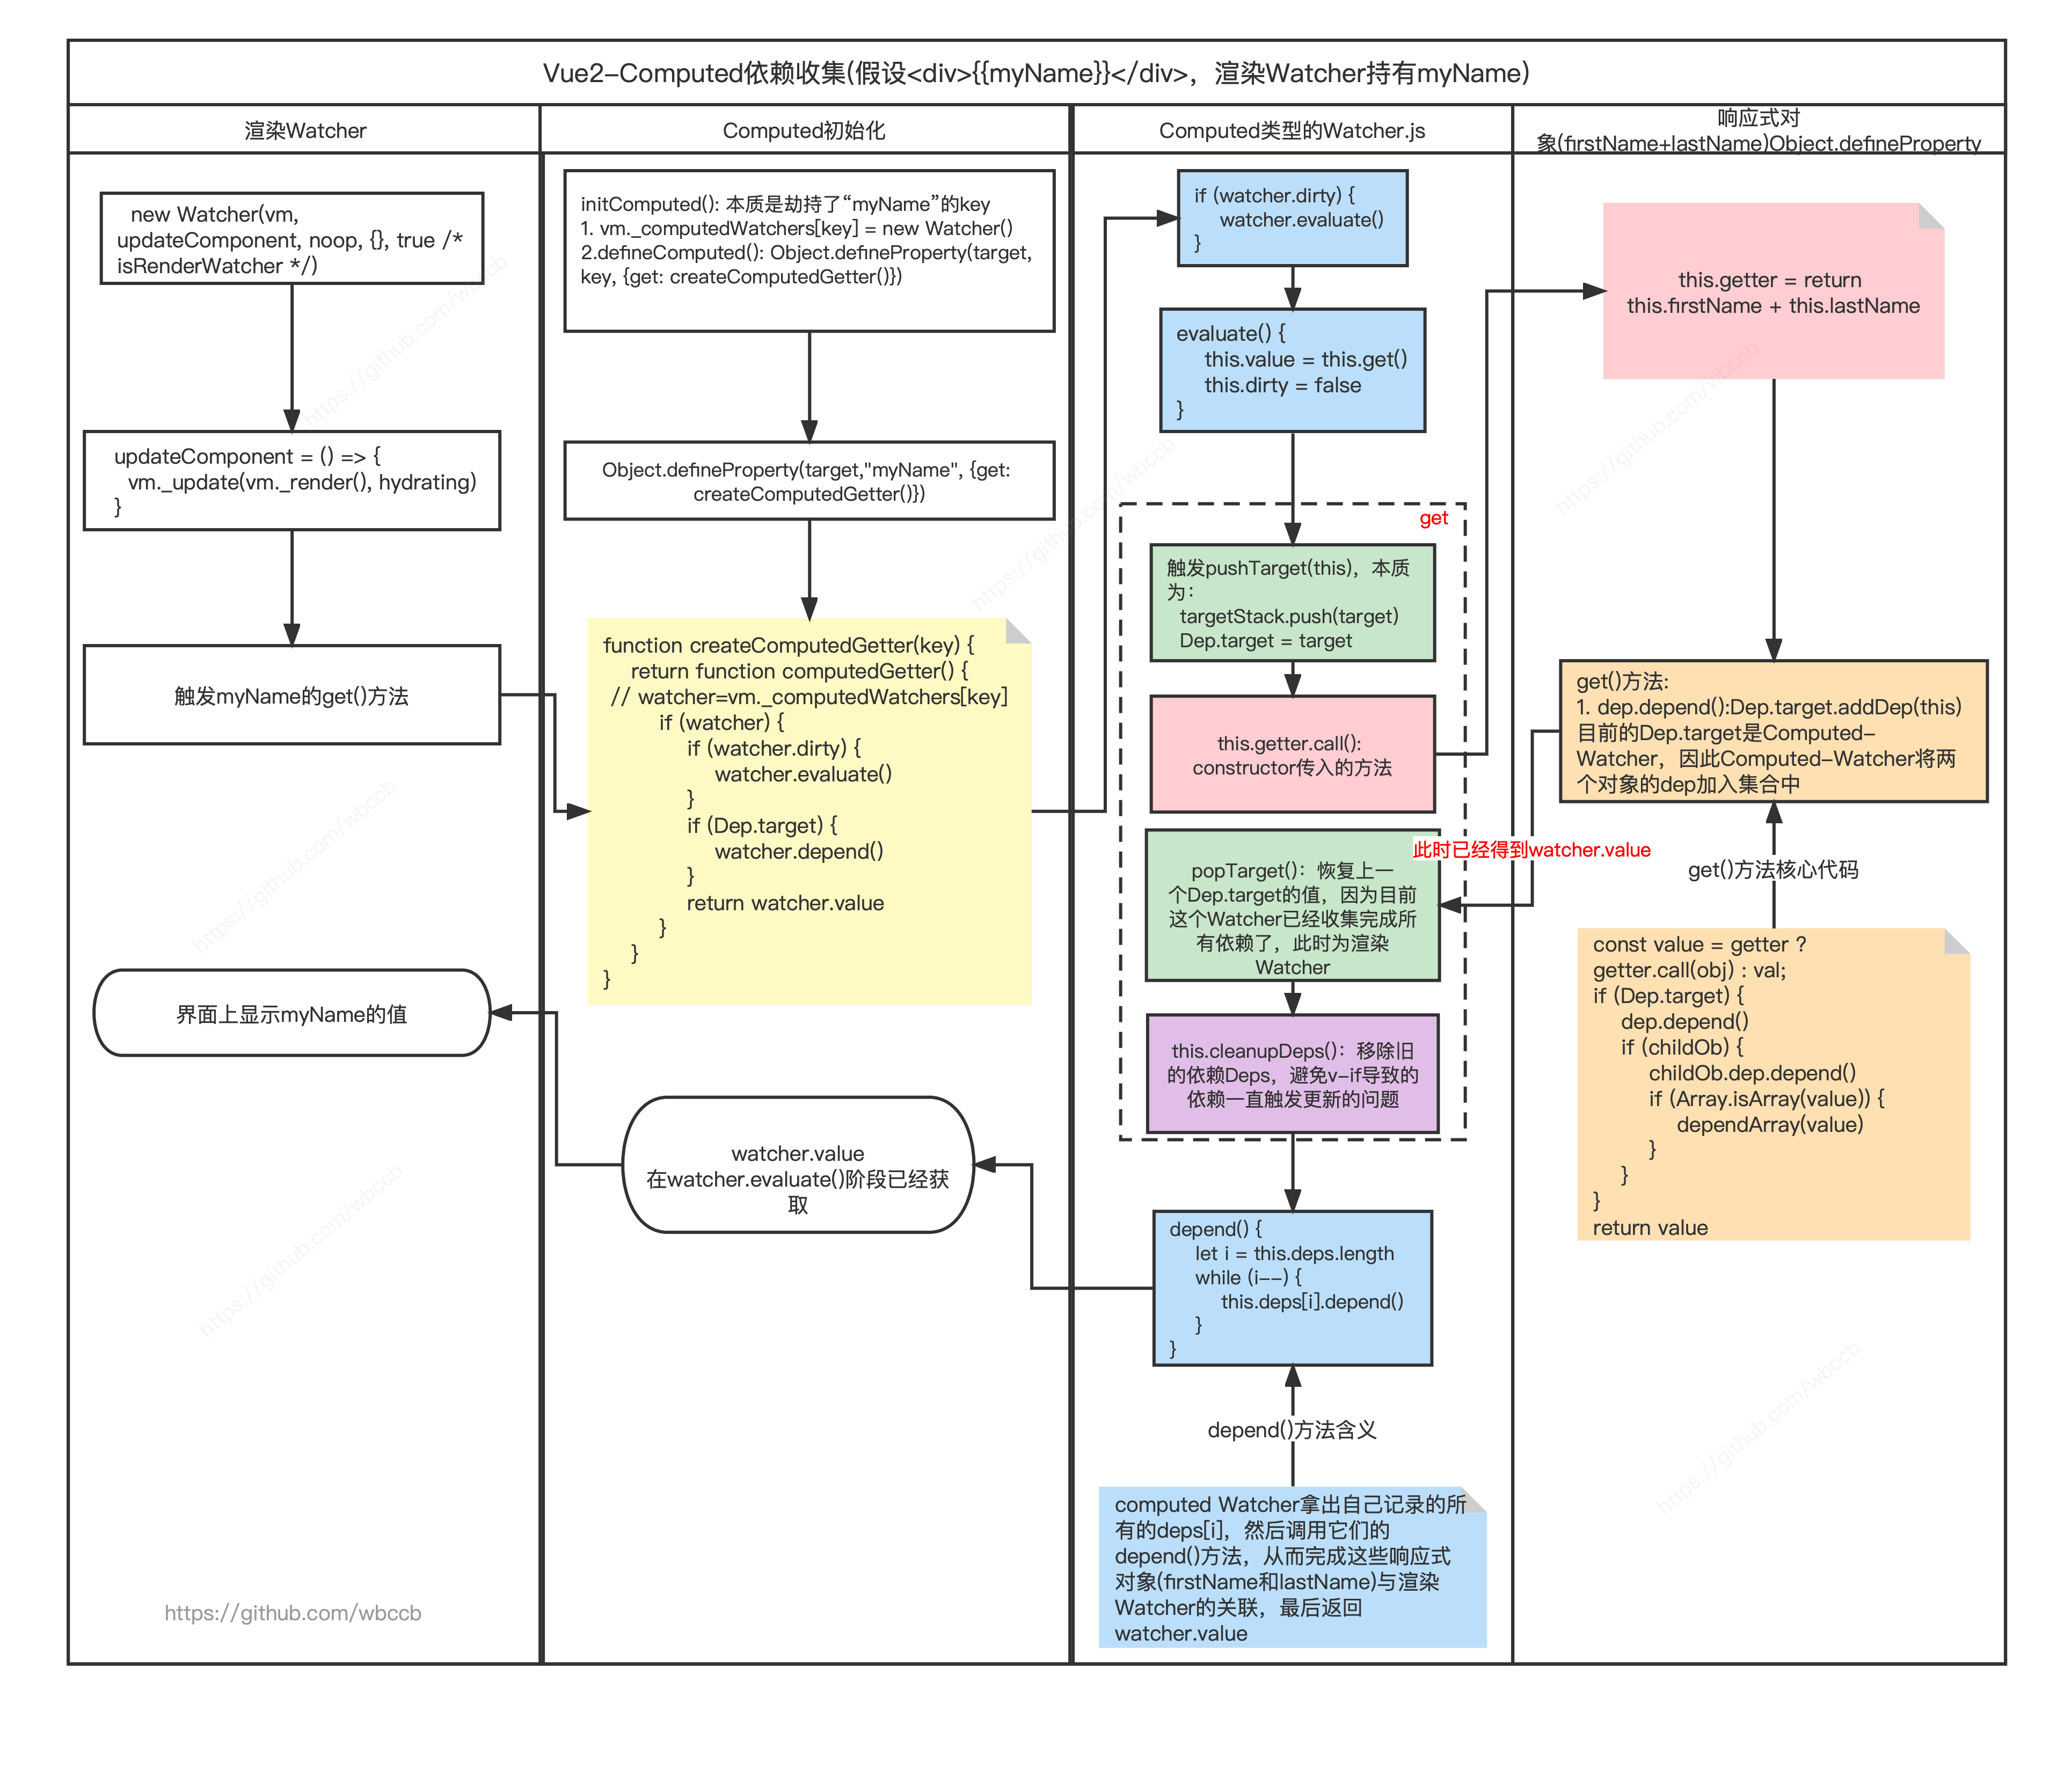 Vue2-Computed依赖收集(假设<div>{{myName}}</div>，渲染Watcher持有myName)
渲染Watcher
Computed初始化
Computed类型的Watcher.js
响应式对
象(firstName+lastName)Object.defineProperty
new Watcher(vm,
updateComponent, noop, {}, true /*
isRenderWatcher */)
updateComponent = () => {
vm._update(vm._render(), hydrating)
}
触发myName的get()方法
界面上显示myName的值
https://github.com/wbccb
initComputed(): 本质是劫持了“myName”的key
1. vm._computedWatchers[key] = new Watcher()
2.defineComputed(): Object.defineProperty(target,
key, {get: createComputedGetter()})
Object.defineProperty(target,"myName", {get:
createComputedGetter()})
function createComputedGetter(key) {
return function computedGetter() {
// watcher=vm._computedWatchers[key]
if (watcher) {
if (watcher.dirty) {
watcher.evaluate()
}
if (Dep.target) {
watcher.depend()
}
return watcher.value
}
}
}
watcher.value
在watcher.evaluate()阶段已经获
取
if (watcher.dirty) {
watcher.evaluate()
}
evaluate() {
this.value = this.get()
this.dirty = false
}
get
触发pushTarget(this)，本质
为：
targetStack.push(target)
Dep.target = target
this.getter.call():
constructor传入的方法
此时已经得到watcher.value
popTarget()：恢复上一
个Dep.target的值，因为目前
这个Watcher已经收集完成所
有依赖了，此时为渲染
Watcher
this.cleanupDeps()：移除旧
的依赖Deps，避免v-if导致的
依赖一直触发更新的问题
depend() {
let i = this.deps.length
while (i--) {
this.deps[i].depend()
}
}
depend()方法含义
computed Watcher拿出自己记录的所
有的deps[i]，然后调用它们的
depend()方法，从而完成这些响应式
对象(firstName和lastName)与渲染
Watcher的关联，最后返回
watcher.value
this.getter = return
this.firstName + this.lastName
get()方法:
1. dep.depend():Dep.target.addDep(this)
目前的Dep.target是Computed-
Watcher，因此Computed-Watcher将两
个对象的dep加入集合中
get()方法核心代码
const value = getter ?
getter.call(obj) : val;
if (Dep.target) {
dep.depend()
if (childOb) {
childOb.dep.depend()
if (Array.isArray(value)) {
dependArray(value)
}
}
}
return value
https://github.com/wbccb
https://github.com/wbccb
https://github.com/wbccb
https://github.com/wbccb
https://github.com/wbccb
https://github.com/wbccb